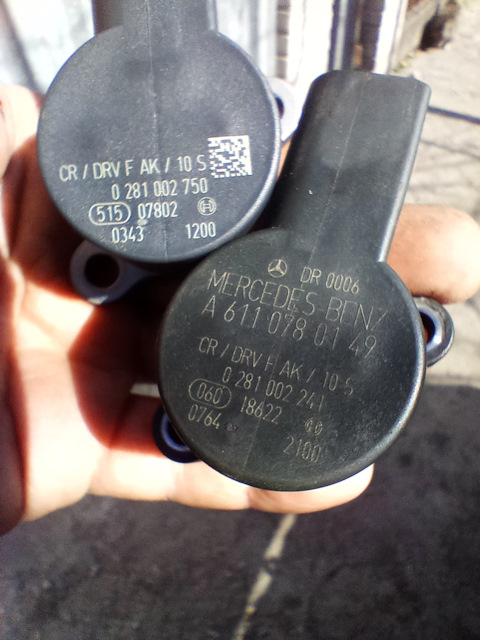 CR / DRV F AK / 10 S
0 281 002 750
515 07802
0343 1200
DR 0006
MERCEDES-BENZ
A 611 078 01 49
CR / DRV F AK / 10 S
0 281 002 241
060 18622
0764 2100